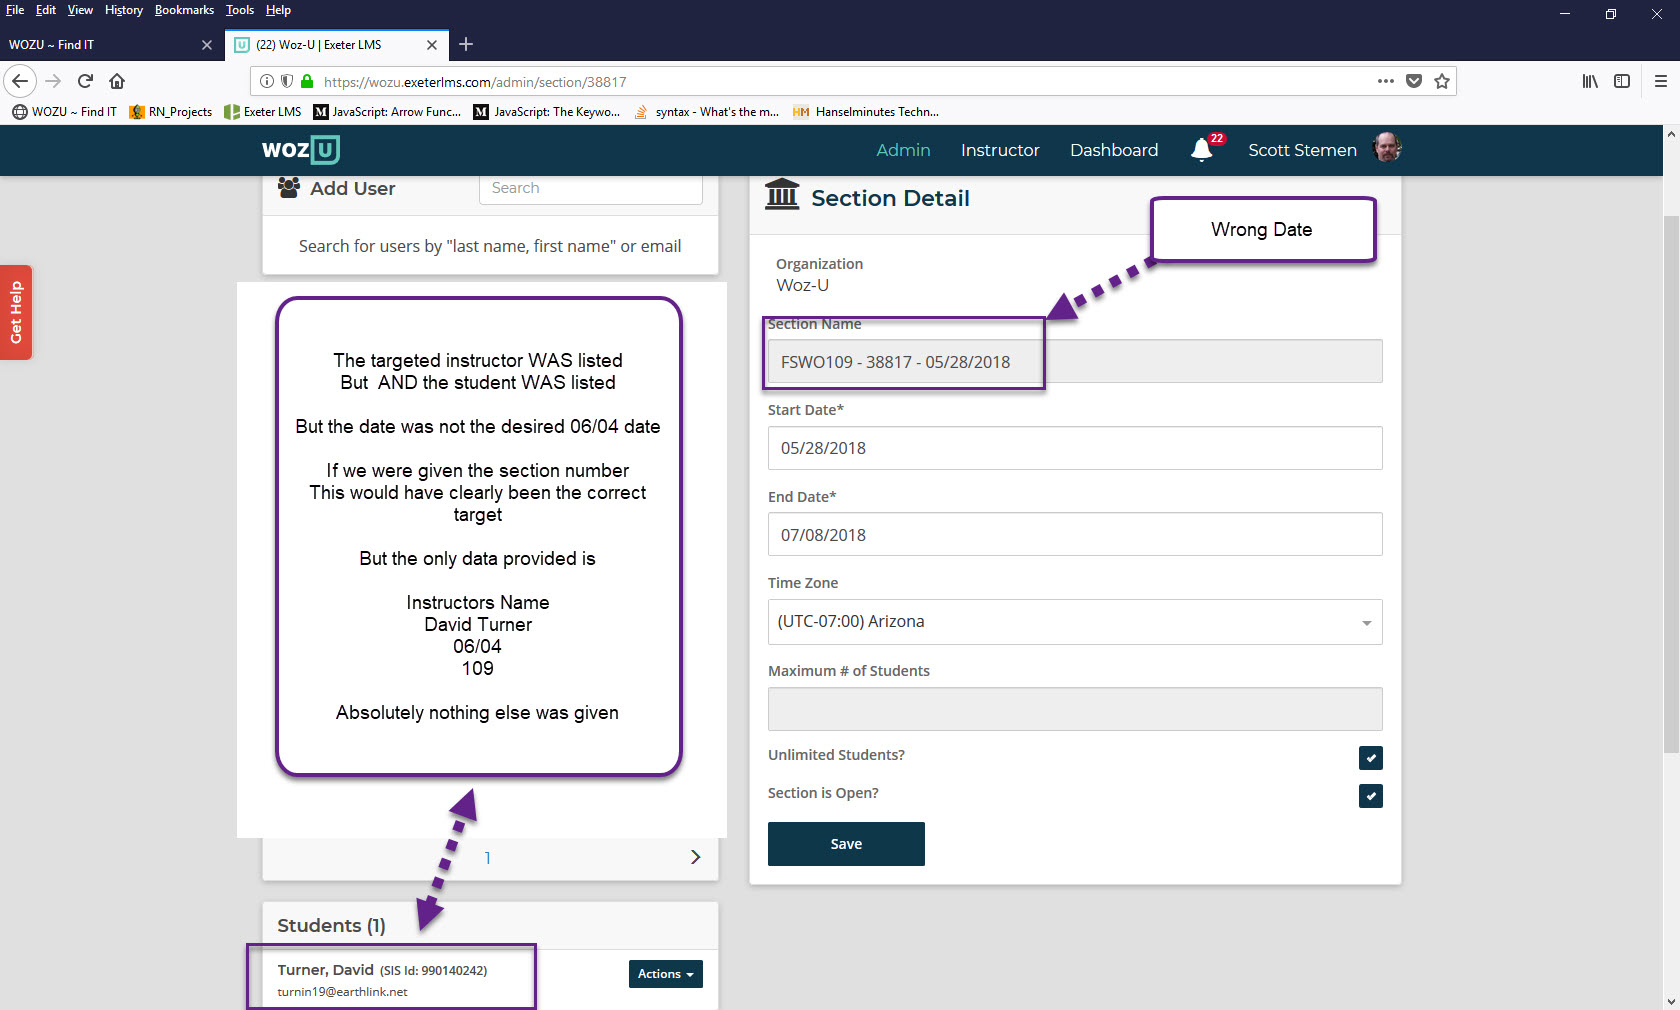 File Edit View History Bookmarks Tools Help
WOZU ~ Find IT
(22) Woz-U | Exeter LMS
https://wozu.exeterlms.com/admin/section/38817
WOZU ~ Find IT
RN_Projects
Exeter LMS
M JavaScript: Arrow Func...
M JavaScript: The Keywo...
syntax - What's the m...
HM Hanselminutes Techn...
WOZ U
Admin
Instructor
Dashboard
22
Scott Stemen
Get Help
Add User
Search
Search for users by "last name, first name" or email
The targeted instructor WAS listed
But AND the student WAS listed
But the date was not the desired 06/04 date
If we were given the section number
This would have clearly been the correct
target
But the only data provided is
Instructors Name
David Turner
06/04
109
Absolutely nothing else was given
1
Students (1)
Turner, David (SIS Id: 990140242)
turnin19@earthlink.net
Actions
Section Detail
Wrong Date
Organization
Woz-U
Section Name
FSWO109 - 38817 - 05/28/2018
Start Date*
05/28/2018
End Date*
07/08/2018
Time Zone
(UTC-07:00) Arizona
Maximum # of Students
Unlimited Students?
Section is Open?
Save